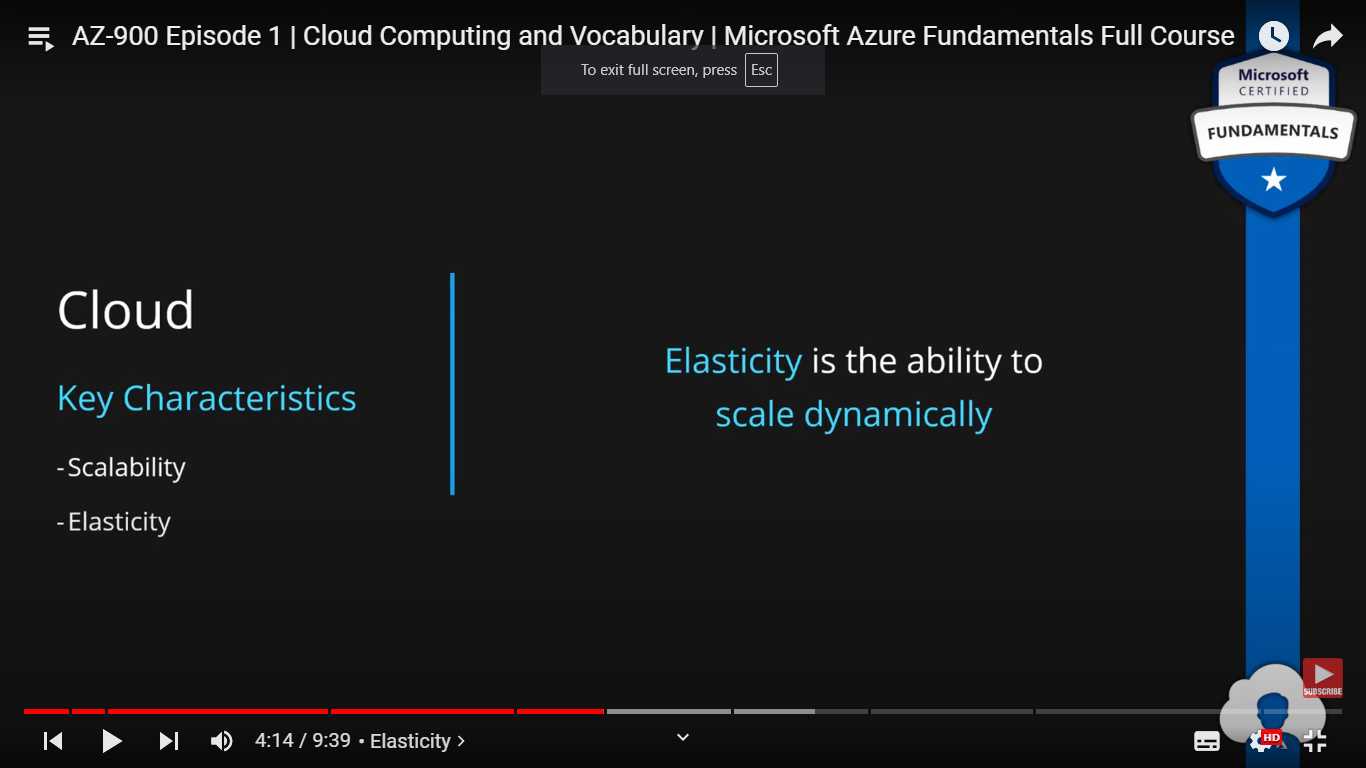 AZ-900 Episode 1 | Cloud Computing and Vocabulary | Microsoft Azure Fundamentals Full Course
To exit full screen, press Esc
Microsoft
CERTIFIED
FUNDAMENTALS
Cloud
Key Characteristics
- Scalability
- Elasticity
Elasticity is the ability to
scale dynamically
SUBSCRIBE
4:14 / 9:39 • Elasticity
HD